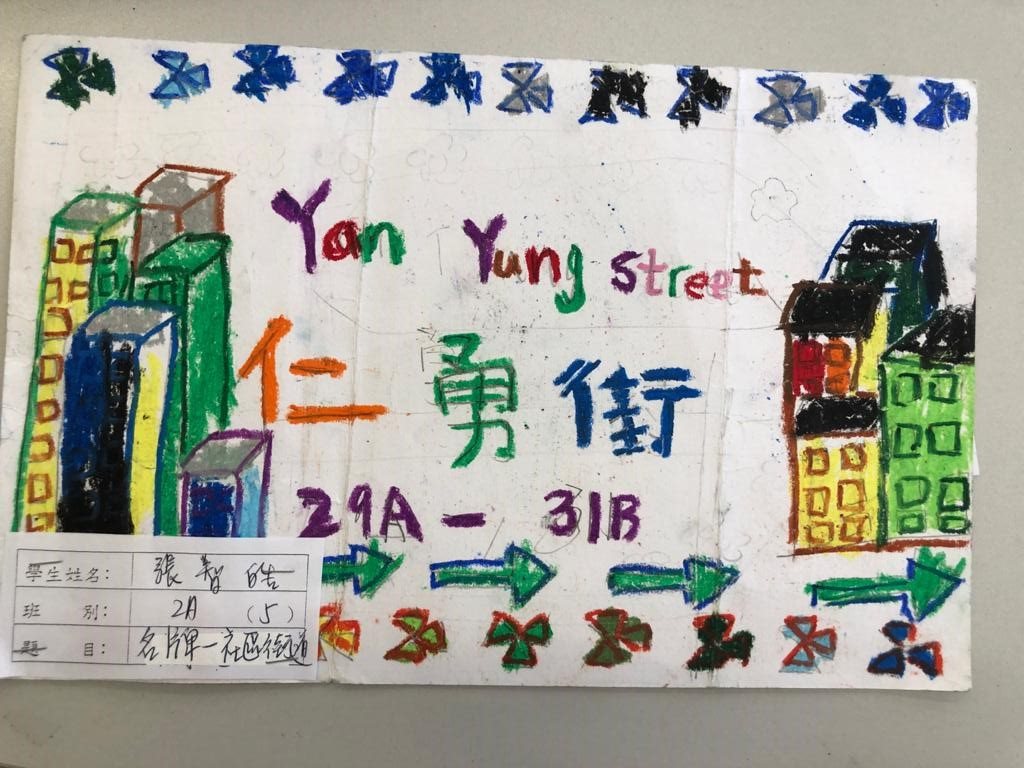 Yan Yung street
仁勇街
29A - 31B
學生姓名： 張智皓
班 別： 2A (5)
題 目： 名片牌-社區街道